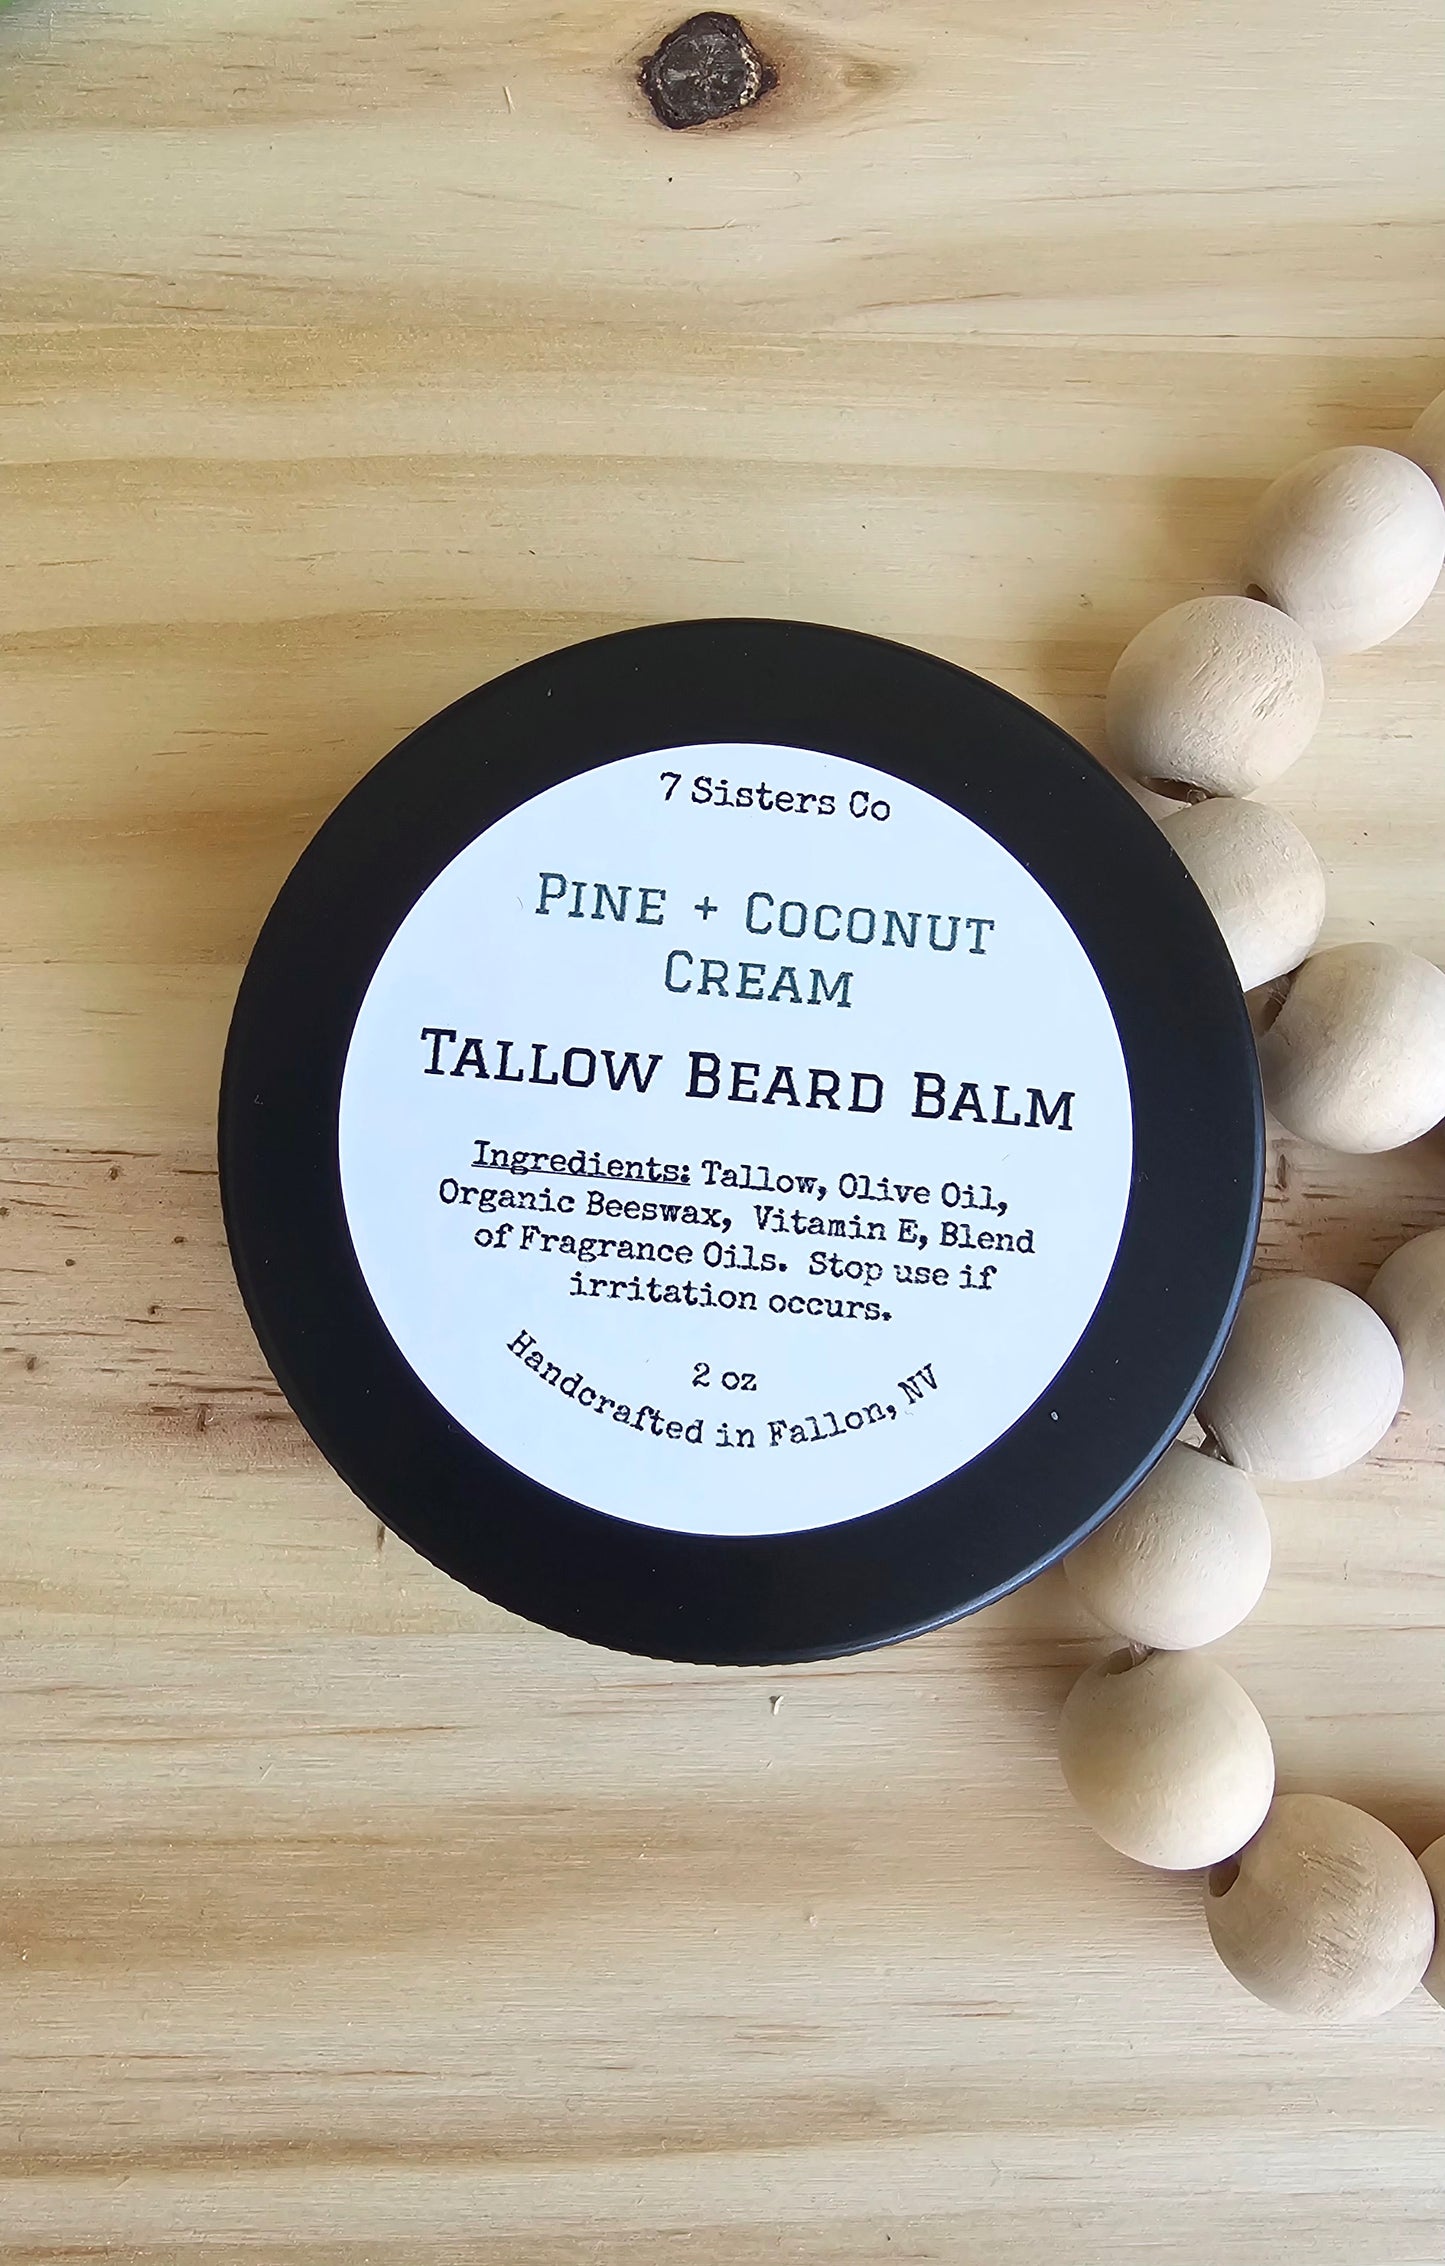 7 Sisters Co
Pine + Coconut
Cream
Tallow Beard Balm
Ingredients: Tallow, Olive Oil,
Organic Beeswax, Vitamin E, Blend
of Fragrance Oils. Stop use if
irritation occurs.
2 oz
Handcrafted in Fallon, NV